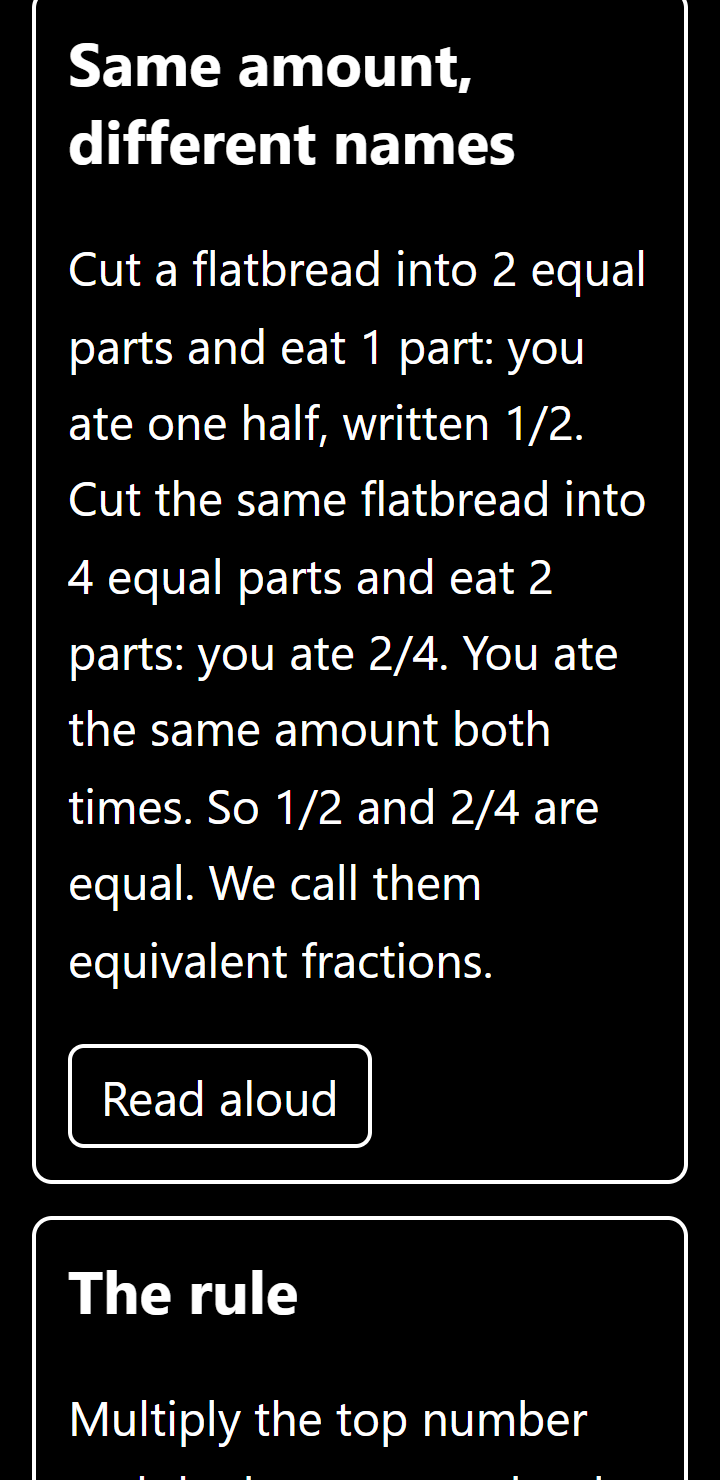 Same amount,
different names
Cut a flatbread into 2 equal
parts and eat 1 part: you
ate one half, written 1/2.
Cut the same flatbread into
4 equal parts and eat 2
parts: you ate 2/4. You ate
the same amount both
times. So 1/2 and 2/4 are
equal. We call them
equivalent fractions.
Read aloud
The rule
Multiply the top number